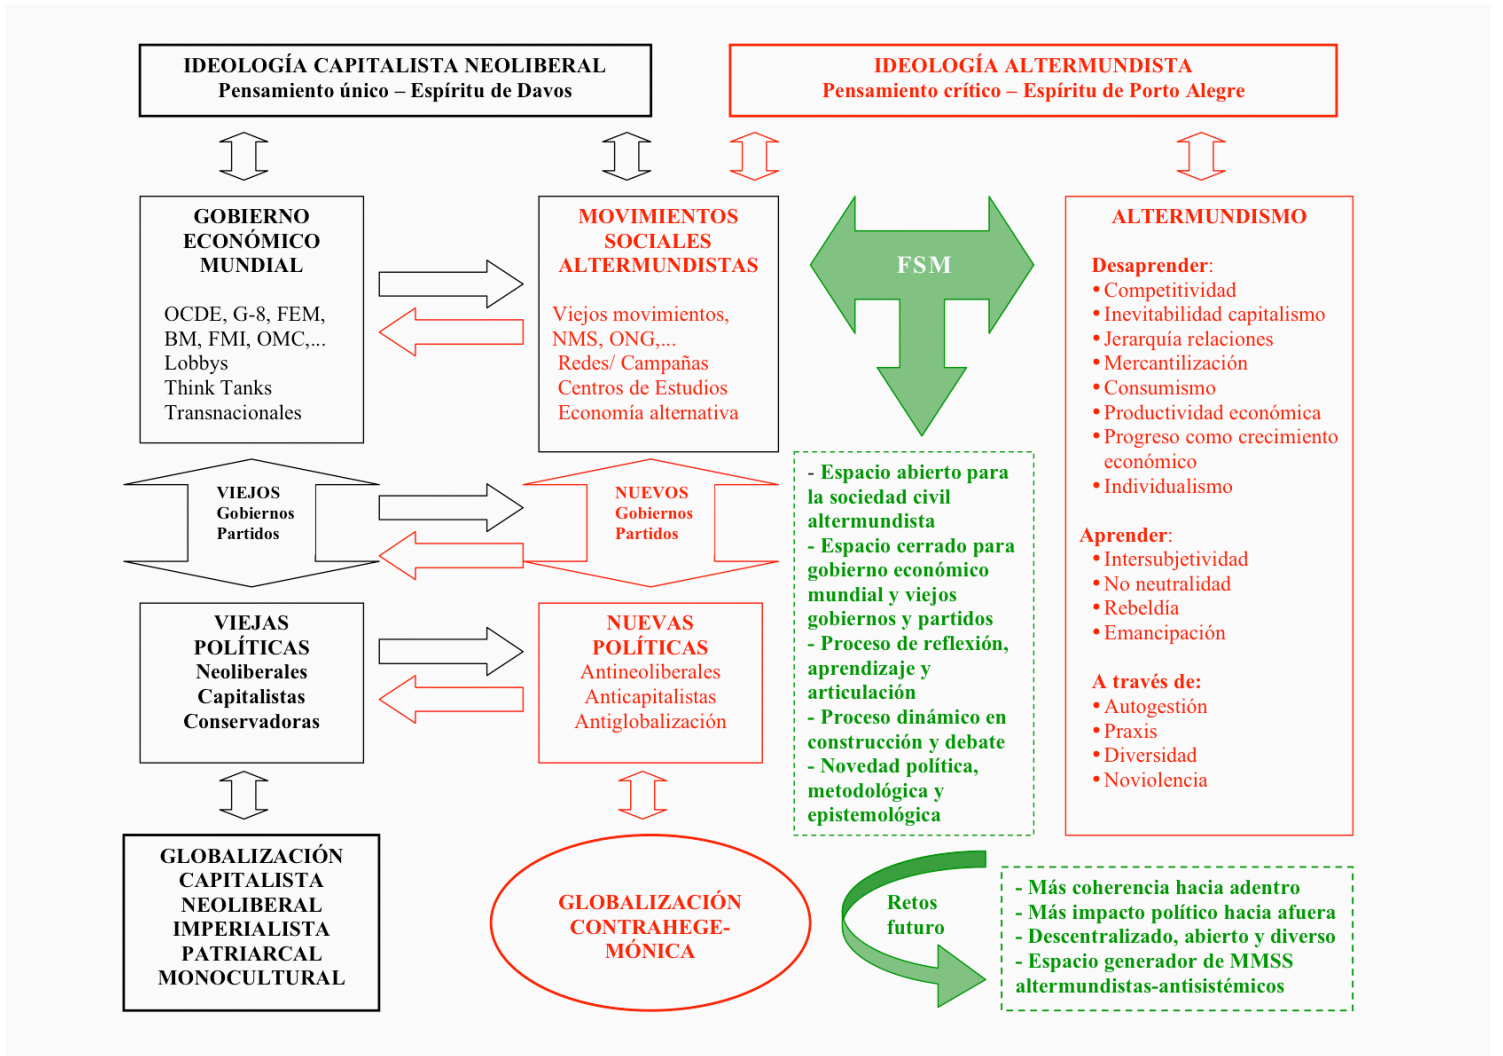 IDEOLOGÍA CAPITALISTA NEOLIBERAL
Pensamiento único – Espíritu de Davos
IDEOLOGÍA ALTERMUNDISTA
Pensamiento crítico – Espíritu de Porto Alegre
GOBIERNO
ECONÓMICO
MUNDIAL
OCDE, G-8, FEM,
BM, FMI, OMC,...
Lobbys
Think Tanks
Transnacionales
MOVIMIENTOS
SOCIALES
ALTERMUNDISTAS
Viejos movimientos,
NMS, ONG,...
Redes/ Campañas
Centros de Estudios
Economía alternativa
FSM
ALTERMUNDISMO
Desaprender:
• Competitividad
• Inevitabilidad capitalismo
• Jerarquía relaciones
• Mercantilización
• Consumismo
• Productividad económica
• Progreso como crecimiento
económico
• Individualismo
Aprender:
• Intersubjetividad
• No neutralidad
• Rebeldía
• Emancipación
A través de:
• Autogestión
• Praxis
• Diversidad
• Noviolencia
VIEJOS
Gobiernos
Partidos
NUEVOS
Gobiernos
Partidos
- Espacio abierto para
la sociedad civil
altermundista
- Espacio cerrado para
gobierno económico
mundial y viejos
gobiernos y partidos
- Proceso de reflexión,
aprendizaje y
articulación
- Proceso dinámico en
construcción y debate
- Novedad política,
metodológica y
epistemológica
VIEJAS
POLÍTICAS
Neoliberales
Capitalistas
Conservadoras
NUEVAS
POLÍTICAS
Antineoliberales
Anticapitalistas
Antiglobalización
GLOBALIZACIÓN
CAPITALISTA
NEOLIBERAL
IMPERIALISTA
PATRIARCAL
MONOCULTURAL
GLOBALIZACIÓN
CONTRAHEGE-
MÓNICA
Retos
futuro
- Más coherencia hacia adentro
- Más impacto político hacia afuera
- Descentralizado, abierto y diverso
- Espacio generador de MMSS
altermundistas-antisistémicos